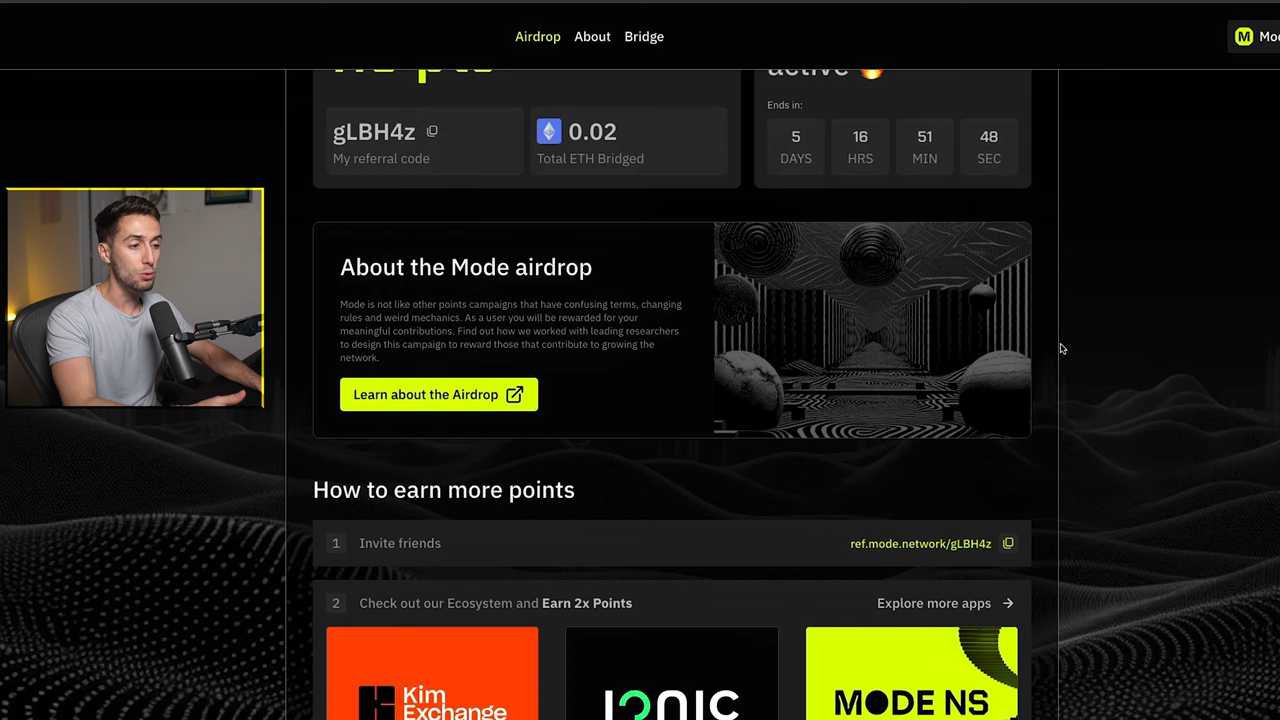 Airdrop About Bridge
M
active
Ends in:
gLBH4z
My referral code
0.02
Total ETH Bridged
5
DAYS
16
HRS
51
MIN
48
SEC
About the Mode airdrop
Mode is not like other points campaigns that have confusing terms, changing
rules and weird mechanics. As a user you will be rewarded for your
meaningful contributions. Find out how we worked with leading researchers
to design this campaign to reward those that contribute to growing the
network.
Learn about the Airdrop
How to earn more points
1 Invite friends ref.mode.network/gLBH4z
2 Check out our Ecosystem and Earn 2x Points Explore more apps
Kim
Exchange
IONIC
MODE NS